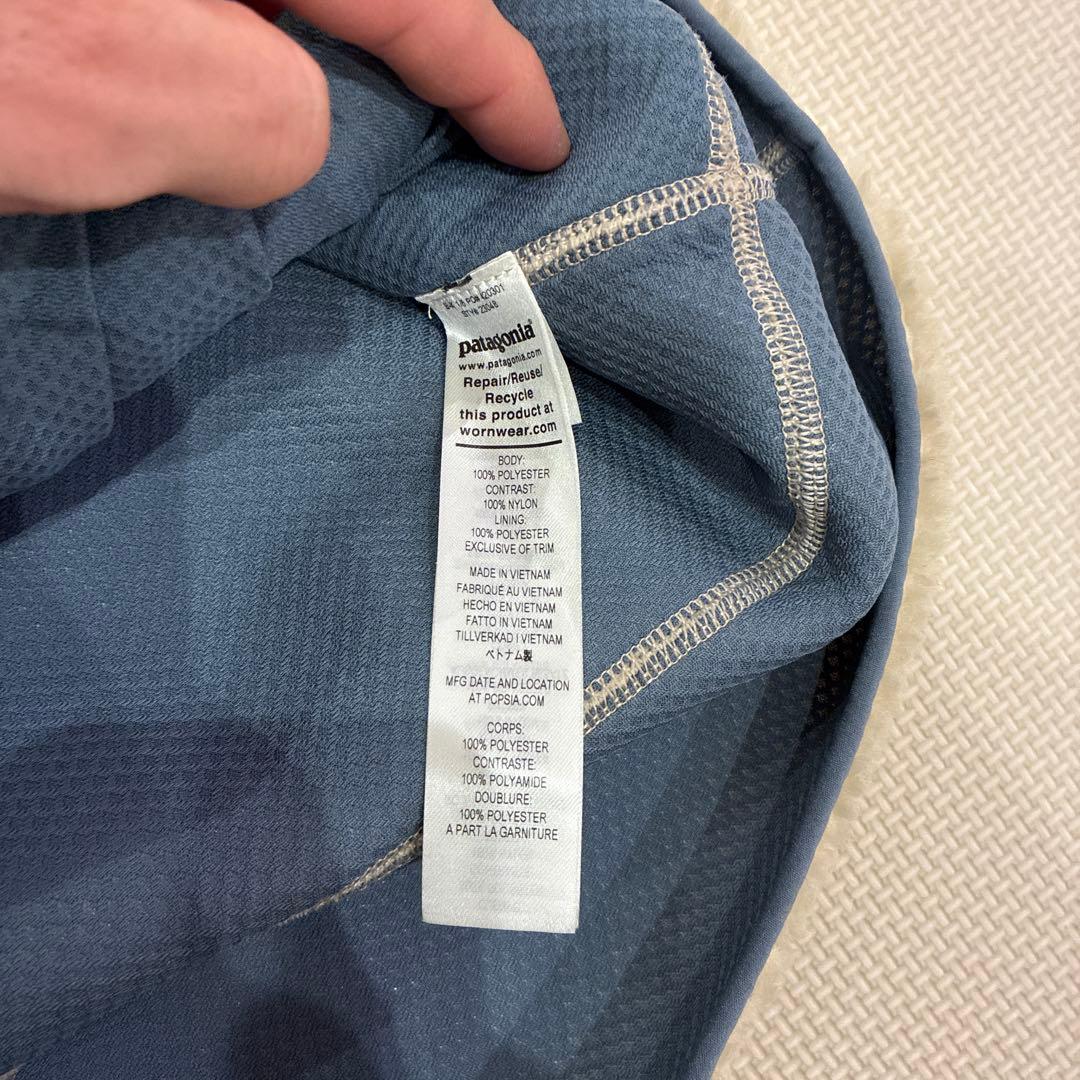 STY# 23048
patagonia®
www.patagonia.com
Repair/Reuse/
Recycle
this product at
wornwear.com
BODY:
100% POLYESTER
CONTRAST:
100% NYLON
LINING:
100% POLYESTER
EXCLUSIVE OF TRIM
MADE IN VIETNAM
FABRIQUÉ AU VIETNAM
HECHO EN VIETNAM
FATTO IN VIETNAM
TILLVERKAD I VIETNAM
ベトナム製
MFG DATE AND LOCATION
AT PCPSIA.COM
CORPS:
100% POLYESTER
CONTRASTE:
100% POLYAMIDE
DOUBLURE:
100% POLYESTER
A PART LA GARNITURE